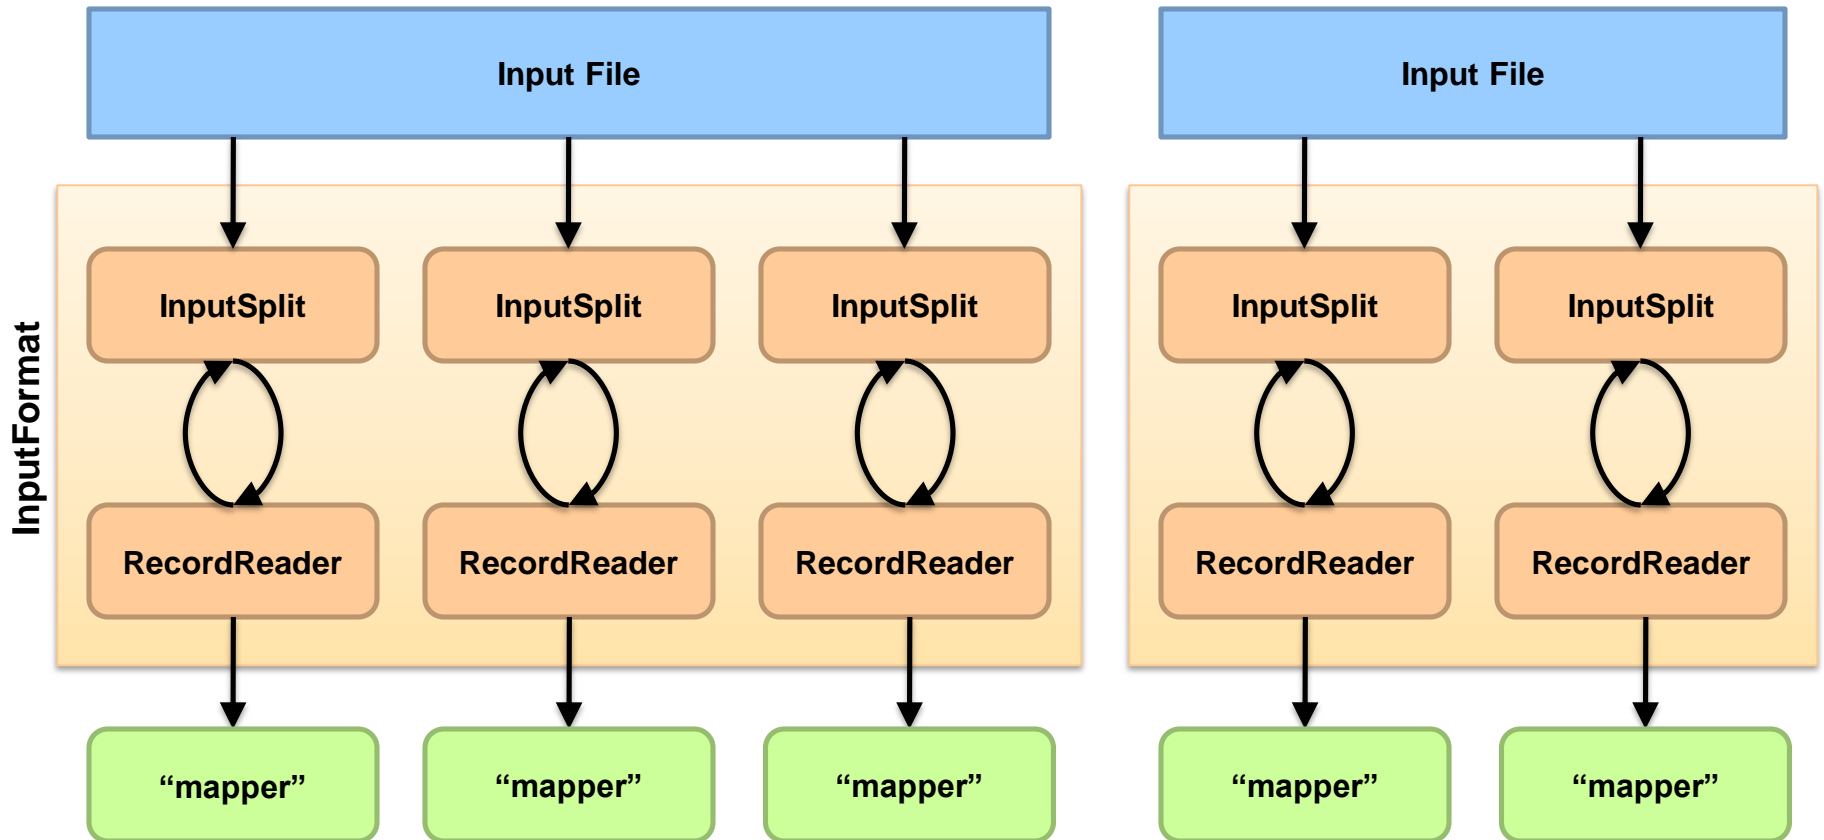 Input File
Input File
InputFormat
InputSplit
InputSplit
InputSplit
InputSplit
InputSplit
RecordReader
RecordReader
RecordReader
RecordReader
RecordReader
“mapper”
“mapper”
“mapper”
“mapper”
“mapper”